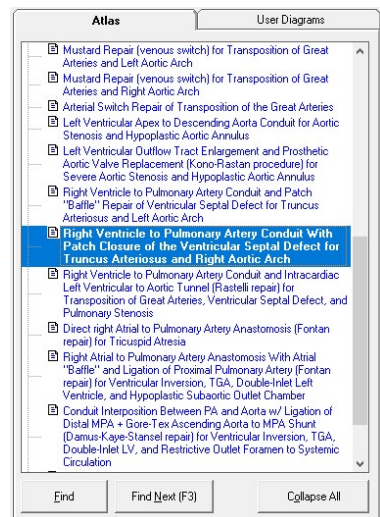 Atlas
User Diagrams
Mustard Repair (venous switch) for Transposition of Great
Arteries and Left Aortic Arch
Mustard Repair (venous switch) for Transposition of Great
Arteries and Right Aortic Arch
Arterial Switch Repair of Transposition of the Great Arteries
Left Ventricular Apex to Descending Aorta Conduit for Aortic
Stenosis and Hypoplastic Aortic Annulus
Left Ventricular Outflow Tract Enlargement and Prosthetic
Aortic Valve Replacement (Kono-Rastan procedure) for
Severe Aortic Stenosis and Hypoplastic Aortic Annulus
Right Ventricle to Pulmonary Artery Conduit and Patch
"Baffle" Repair of Ventricular Septal Defect for Truncus
Arteriosus and Left Aortic Arch
Right Ventricle to Pulmonary Artery Conduit With
Patch Closure of the Ventricular Septal Defect for
Truncus Arteriosus and Right Aortic Arch
Right Ventricle to Pulmonary Artery Conduit and Intracardiac
Left Ventricular to Aortic Tunnel (Rastelli repair) for
Transposition of Great Arteries, Ventricular Septal Defect, and
Pulmonary Stenosis
Direct right Atrial to Pulmonary Artery Anastomosis (Fontan
repair) for Tricuspid Atresia
Right Atrial to Pulmonary Artery Anastomosis With Atrial
"Baffle" and Ligation of Proximal Pulmonary Artery (Fontan
repair) for Ventricular Inversion, TGA, Double-Inlet Left
Ventricle, and Hypoplastic Subaortic Outlet Chamber
Conduit Interposition Between PA and Aorta w/ Ligation of
Distal MPA + Gore-Tex Ascending Aorta to MPA Shunt
(Damus-Kaye-Stansel repair) for Ventricular Inversion, TGA,
Double-Inlet LV, and Restrictive Outlet Foramen to Systemic
Circulation
Find
Find Next (F3)
Collapse All